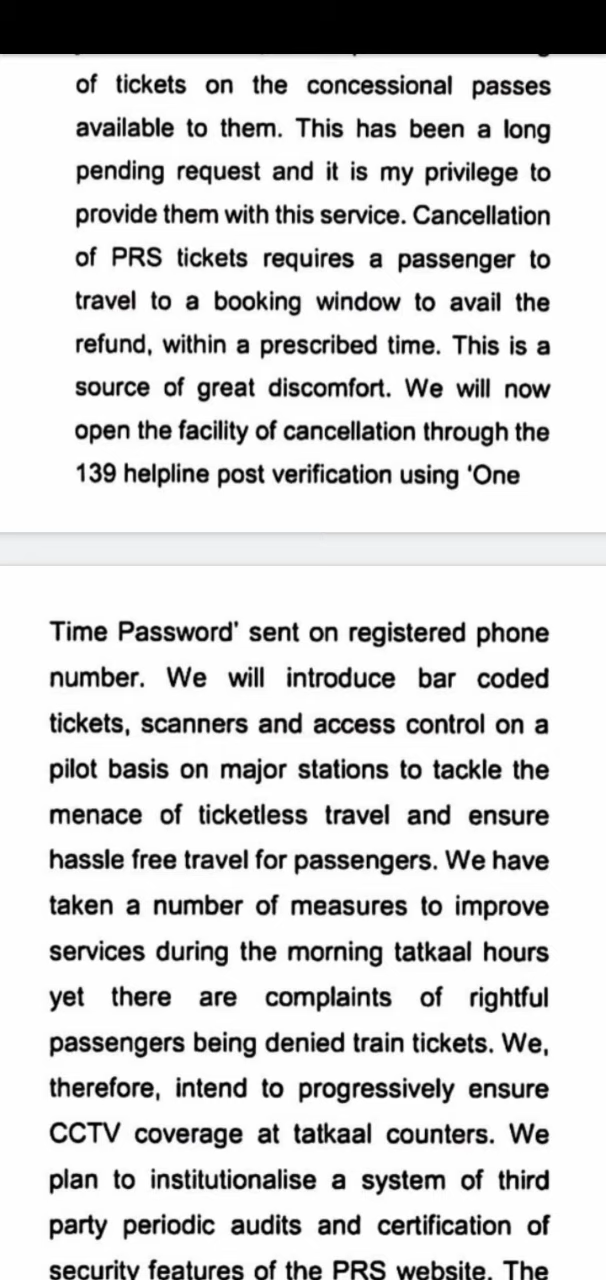 of tickets on the concessional passes
available to them. This has been a long
pending request and it is my privilege to
provide them with this service. Cancellation
of PRS tickets requires a passenger to
travel to a booking window to avail the
refund, within a prescribed time. This is a
source of great discomfort. We will now
open the facility of cancellation through the
139 helpline post verification using 'One
Time Password' sent on registered phone
number. We will introduce bar coded
tickets, scanners and access control on a
pilot basis on major stations to tackle the
menace of ticketless travel and ensure
hassle free travel for passengers. We have
taken a number of measures to improve
services during the morning tatkaal hours
yet there are complaints of rightful
passengers being denied train tickets. We,
therefore, intend to progressively ensure
CCTV coverage at tatkaal counters. We
plan to institutionalise a system of third
party periodic audits and certification of
security features of the PRS website. The